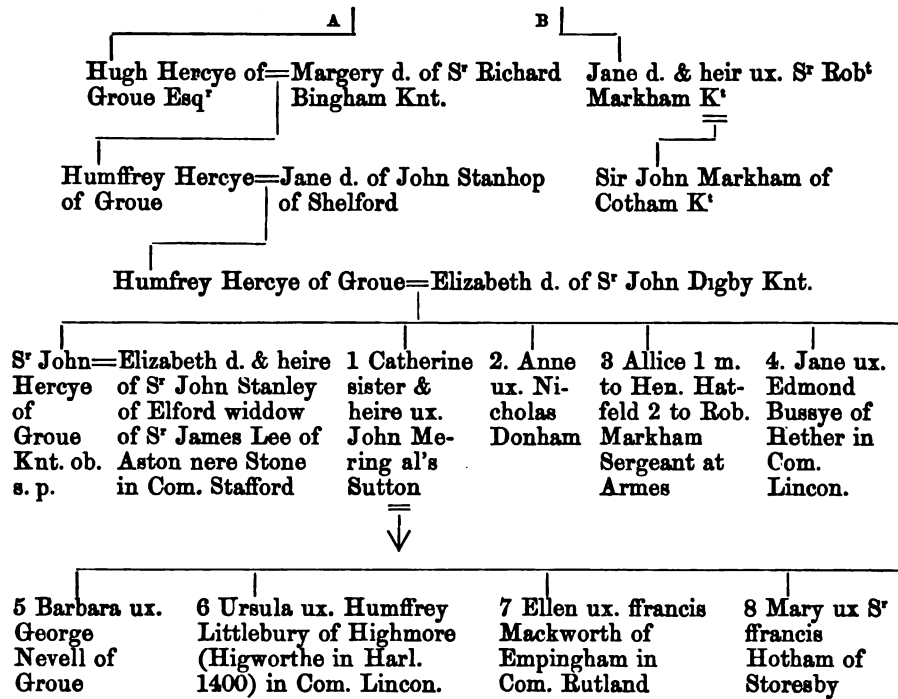 A B
Hugh Hercye of=Margery d. of Sʳ Richard
Groue Esqʳ Bingham Knt.
Jane d. & heir ux. Sʳ Robᵗ
Markham Kᵗ
Humffrey Hercye=Jane d. of John Stanhop
of Groue of Shelford
Sir John Markham of
Cotham Kᵗ
Humfrey Hercye of Groue=Elizabeth d. of Sʳ John Digby Knt.
Sʳ John=Elizabeth d. & heire
Hercye of Sʳ John Stanley
of of Elford widdow
Groue of Sʳ James Lee of
Knt. ob. Aston nere Stone
s. p. in Com. Stafford
1 Catherine
sister &
heire ux.
John Me-
ring al's
Sutton
2. Anne
ux. Ni-
cholas
Donham
3 Allice 1 m.
to Hen. Hat-
feld 2 to Rob.
Markham
Sergeant at
Armes
4. Jane ux.
Edmond
Bussye of
Hether in
Com.
Lincon.
5 Barbara ux.
George
Nevell of
Groue
6 Ursula ux. Humffrey
Littlebury of Highmore
(Higworthe in Harl.
1400) in Com. Lincon.
7 Ellen ux. ffrancis
Mackworth of
Empingham in
Com. Rutland
8 Mary ux Sʳ
ffrancis
Hotham of
Storesby